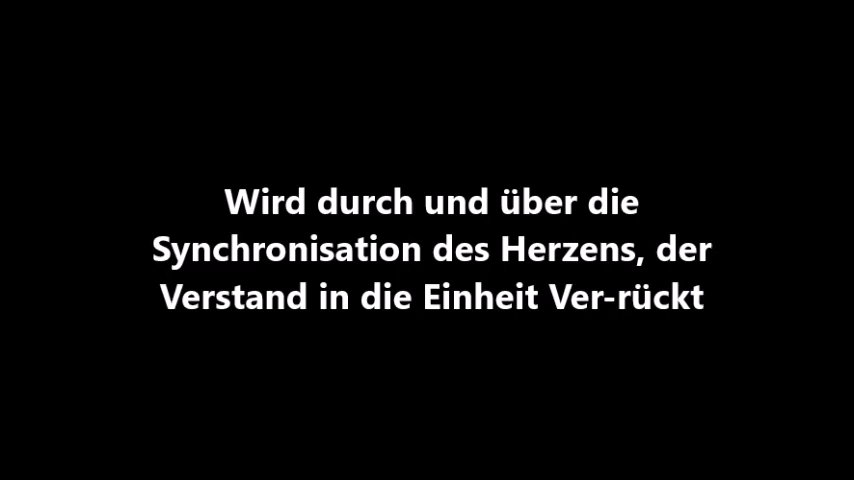 Wird durch und über die
Synchronisation des Herzens, der
Verstand in die Einheit Ver-rückt